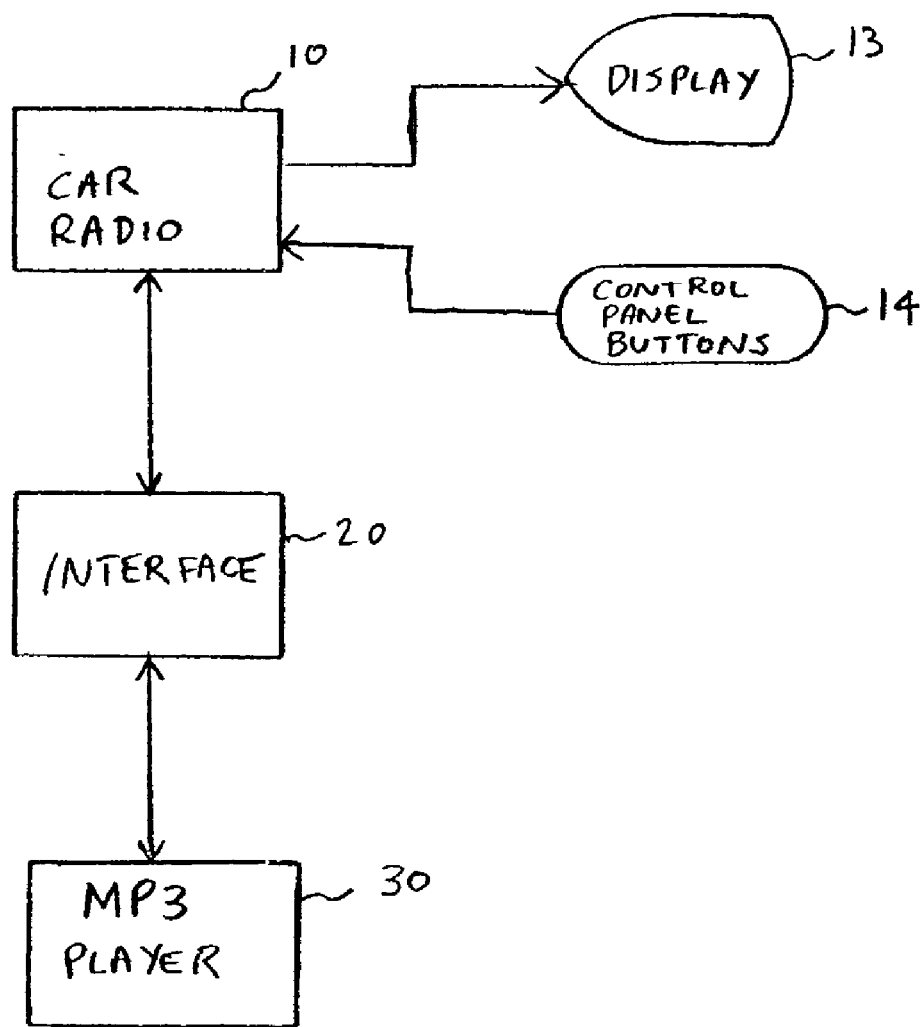 10
CAR
RADIO
DISPLAY
13
CONTROL
PANEL
BUTTONS
14
INTERFACE
20
MP3
PLAYER
30